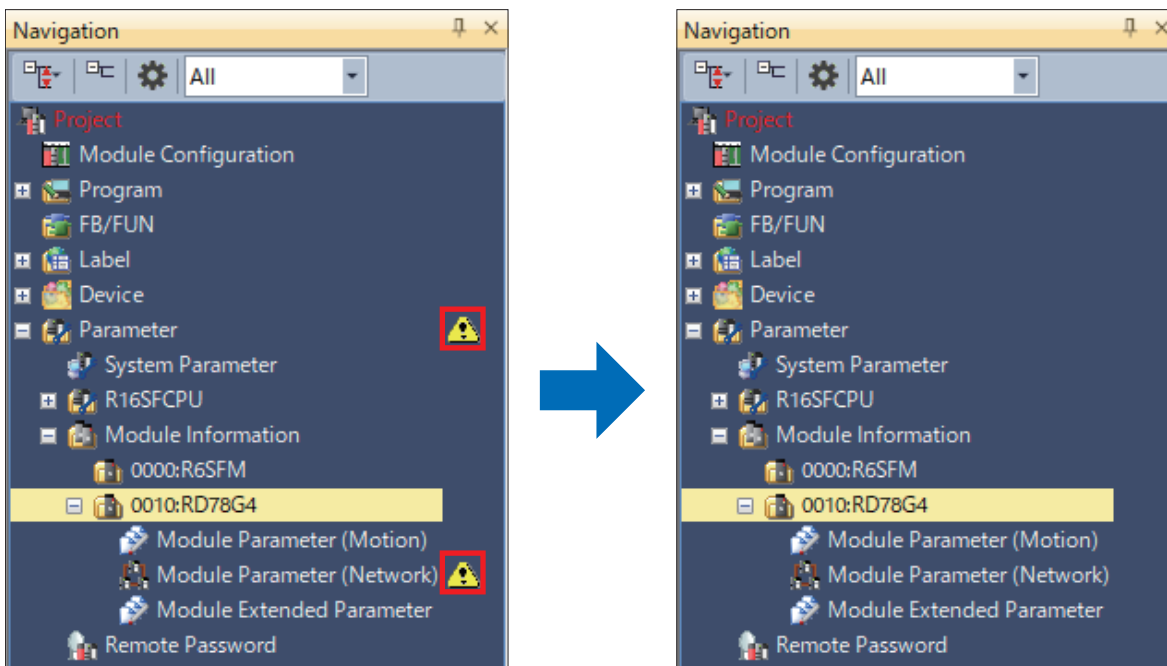 Navigation
All
Project
Module Configuration
Program
FB/FUN
Label
Device
Parameter
System Parameter
R16SFCPU
Module Information
0000:R6SFM
0010:RD78G4
Module Parameter (Motion)
Module Parameter (Network)
Module Extended Parameter
Remote Password
Navigation
All
Project
Module Configuration
Program
FB/FUN
Label
Device
Parameter
System Parameter
R16SFCPU
Module Information
0000:R6SFM
0010:RD78G4
Module Parameter (Motion)
Module Parameter (Network)
Module Extended Parameter
Remote Password